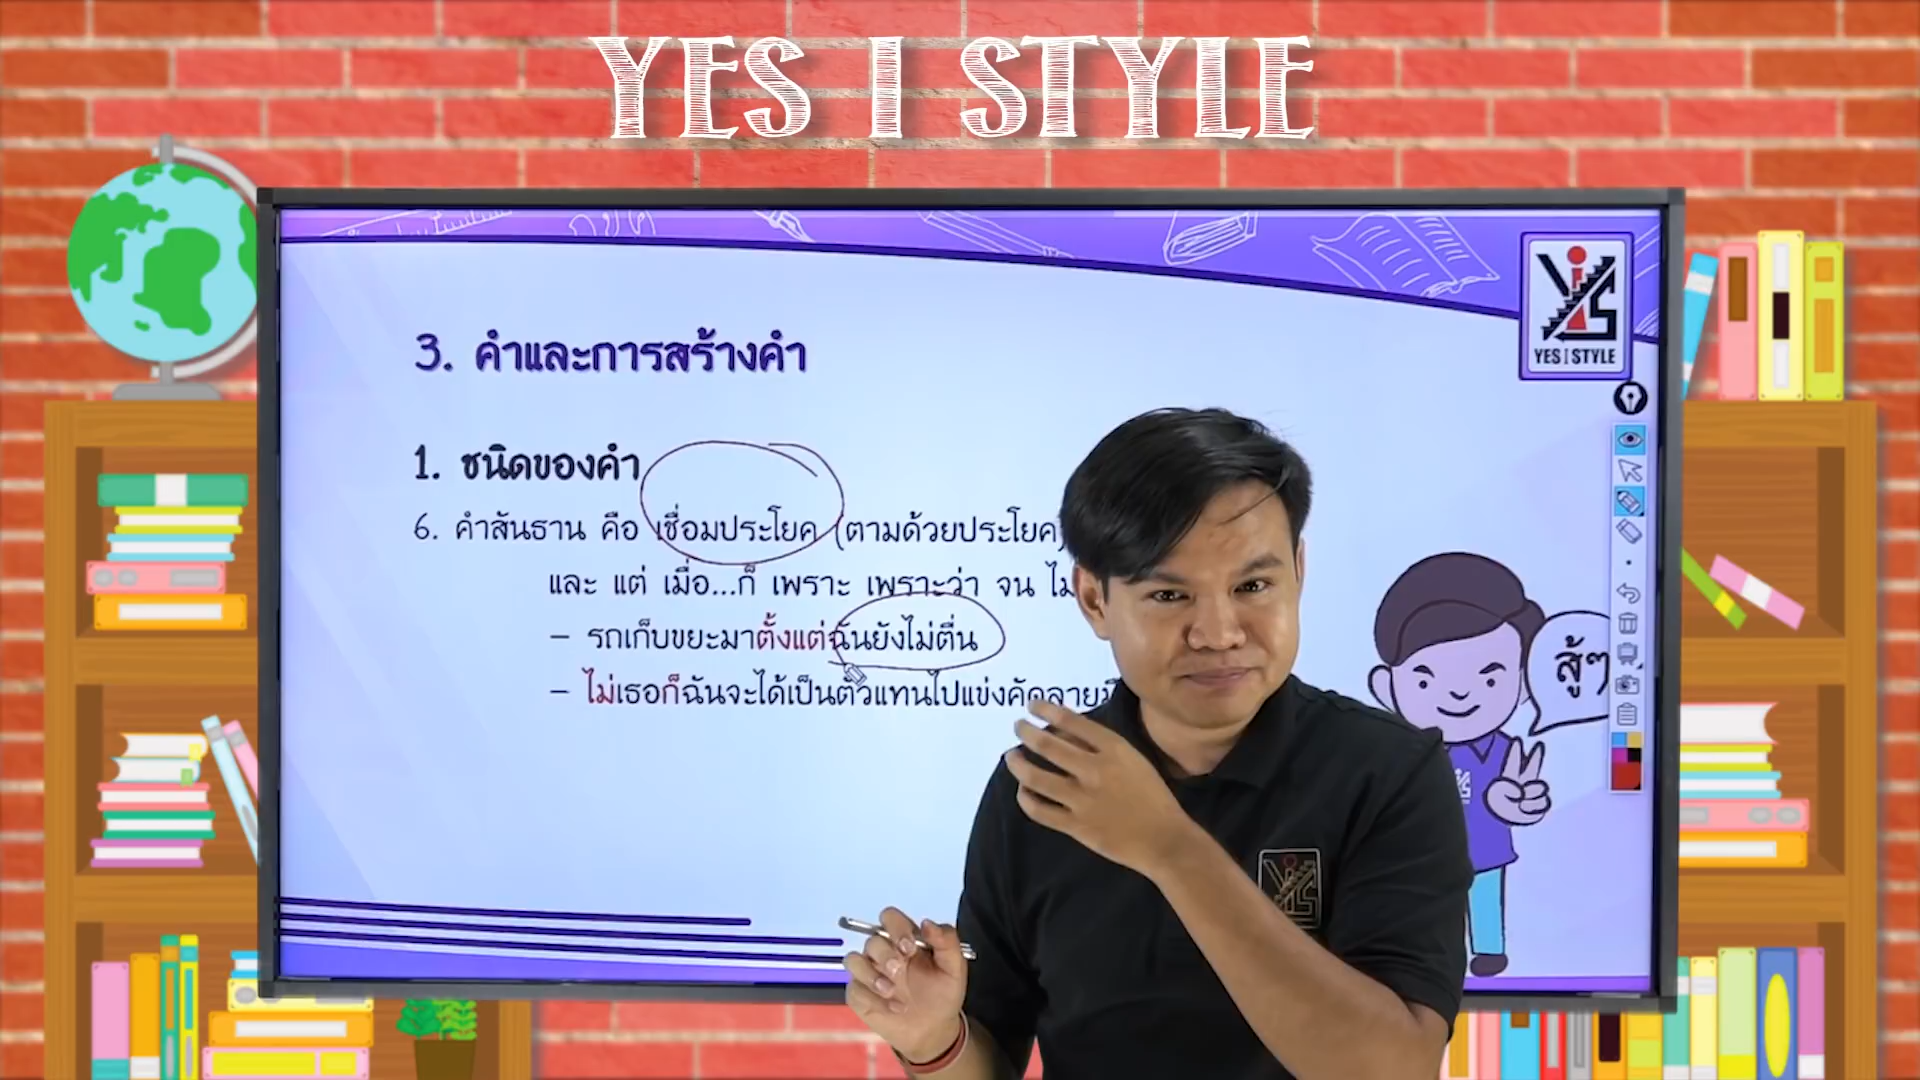 YES I STYLE
YES I STYLE
3. คำและการสร้างคำ
1. ชนิดของคำ
6. คำสันธาน คือ เชื่อมประโยค (ตามด้วยประโยค)
และ แต่ เมื่อ...ก็ เพราะ เพราะว่า จน
– รถเก็บขยะมาตั้งแต่ฉันยังไม่ตื่น
– ไม่เธอก็ฉันจะได้เป็นตัวแทนไปแข่งคัดลาย
สู้ๆ